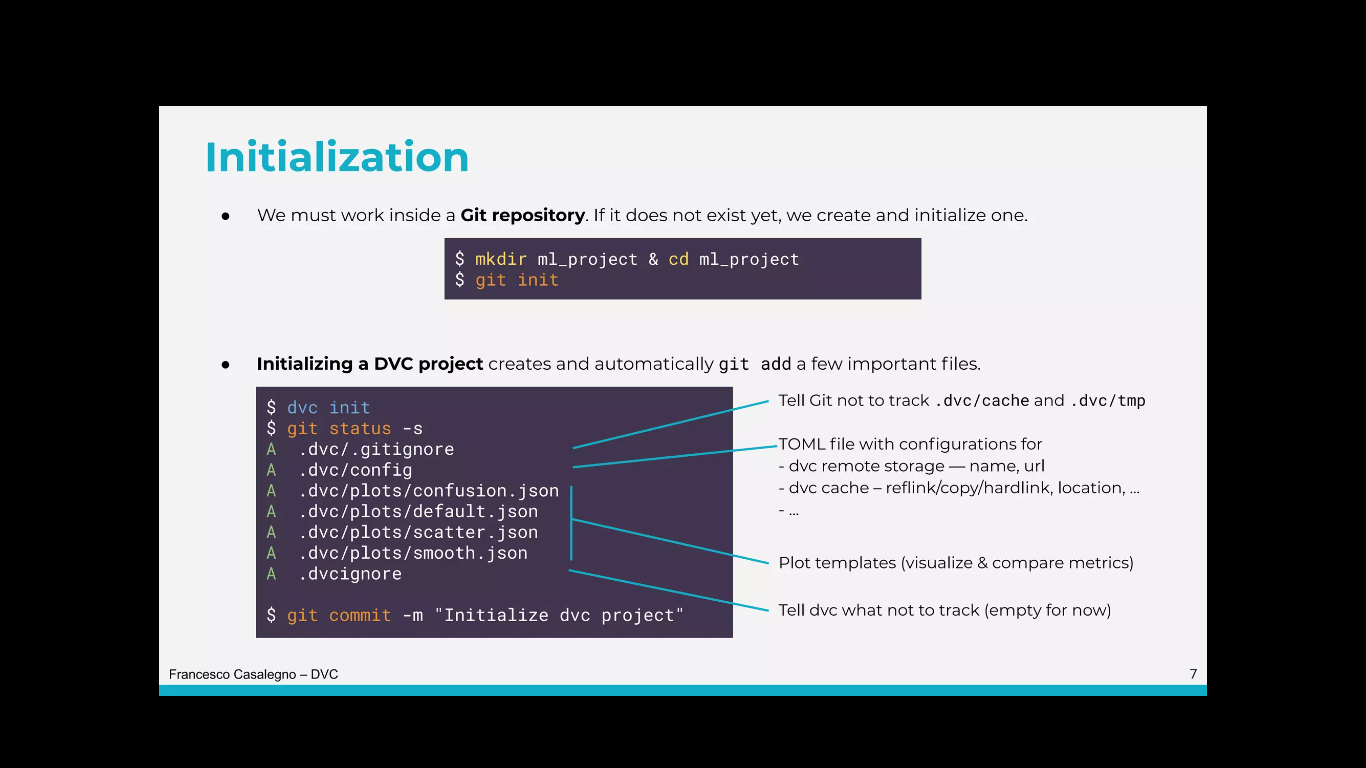 Initialization
● We must work inside a Git repository. If it does not exist yet, we create and initialize one.
$ mkdir ml_project & cd ml_project
$ git init
● Initializing a DVC project creates and automatically git add a few important files.
$ dvc init
$ git status -s
A .dvc/.gitignore
A .dvc/config
A .dvc/plots/confusion.json
A .dvc/plots/default.json
A .dvc/plots/scatter.json
A .dvc/plots/smooth.json
A .dvcignore
$ git commit -m "Initialize dvc project"
Tell Git not to track .dvc/cache and .dvc/tmp
TOML file with configurations for
- dvc remote storage — name, url
- dvc cache – reflink/copy/hardlink, location, ...
- ...
Plot templates (visualize & compare metrics)
Tell dvc what not to track (empty for now)
Francesco Casalegno – DVC
7